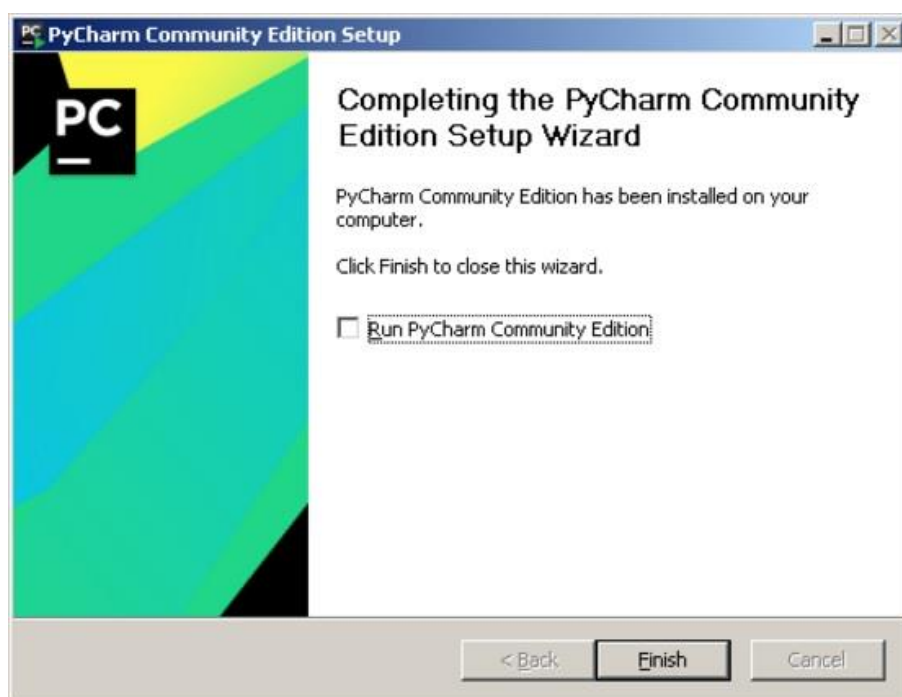 PyCharm Community Edition Setup
PC
Completing the PyCharm Community
Edition Setup Wizard
PyCharm Community Edition has been installed on your
computer.
Click Finish to close this wizard.
Run PyCharm Community Edition
< Back
Finish
Cancel